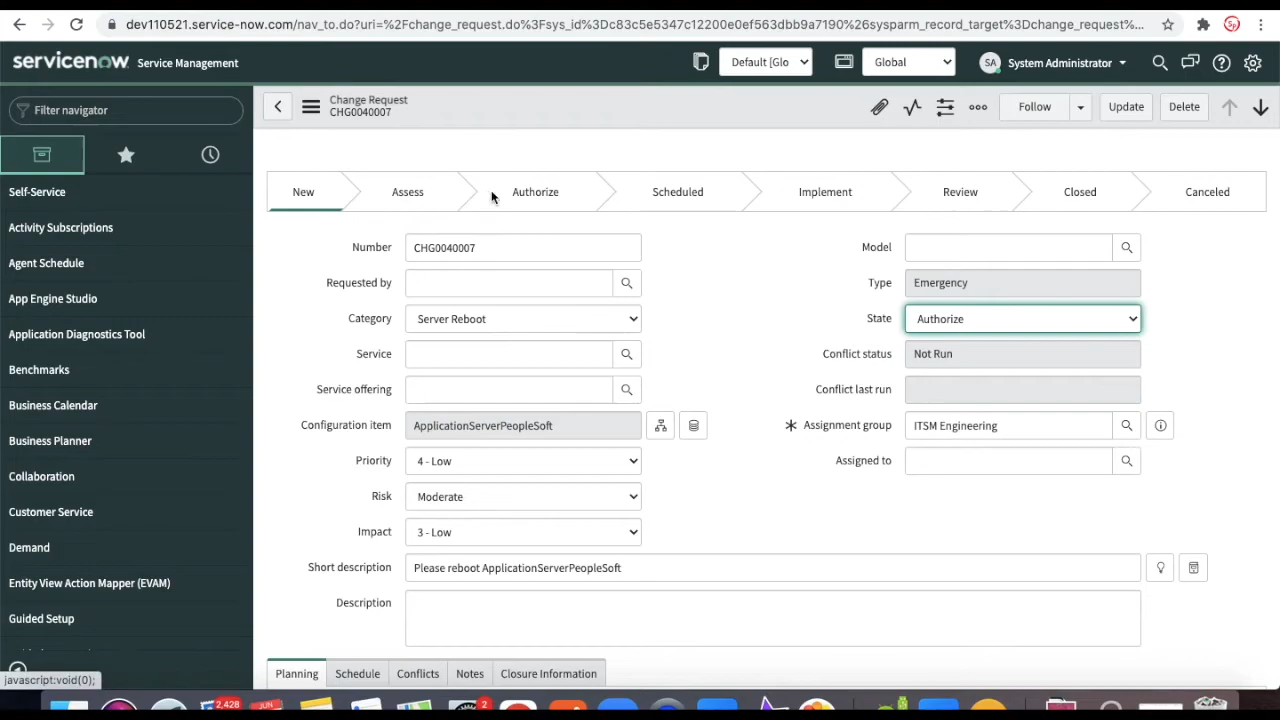 dev110521.service-now.com/nav_to.do?uri=%2Fchange_request.do%3Fsys_id%3Dc83c5e5347c12200e0ef563dbb9a7190%26sysparm_record_target%3Dchange_request%...
servicenow Service Management
Default [Glo
Global
SA System Administrator
Filter navigator
Change Request
CHG0040007
Follow
Update
Delete
Self-Service
Activity Subscriptions
Agent Schedule
App Engine Studio
Application Diagnostics Tool
Benchmarks
Business Calendar
Business Planner
Collaboration
Customer Service
Demand
Entity View Action Mapper (EVAM)
Guided Setup
javascript:void(0);
New Assess Authorize Scheduled Implement Review Closed Canceled
Number CHG0040007
Requested by
Category Server Reboot
Service
Service offering
Configuration item ApplicationServerPeopleSoft
Priority 4 - Low
Risk Moderate
Impact 3 - Low
Model
Type Emergency
State Authorize
Conflict status Not Run
Conflict last run
Assignment group ITSM Engineering
Assigned to
Short description Please reboot ApplicationServerPeopleSoft
Description
Planning Schedule Conflicts Notes Closure Information
2,428
JUN
2